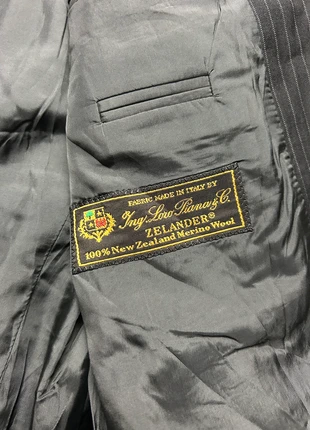 FABRIC MADE IN ITALY BY
Ing. Loro Piana & C.
ZELANDER®
100% New Zealand Merino Wool